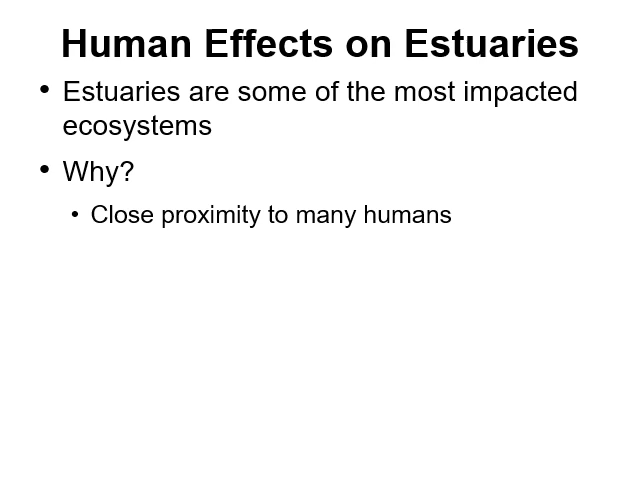 Human Effects on Estuaries
• Estuaries are some of the most impacted
ecosystems
• Why?
• Close proximity to many humans